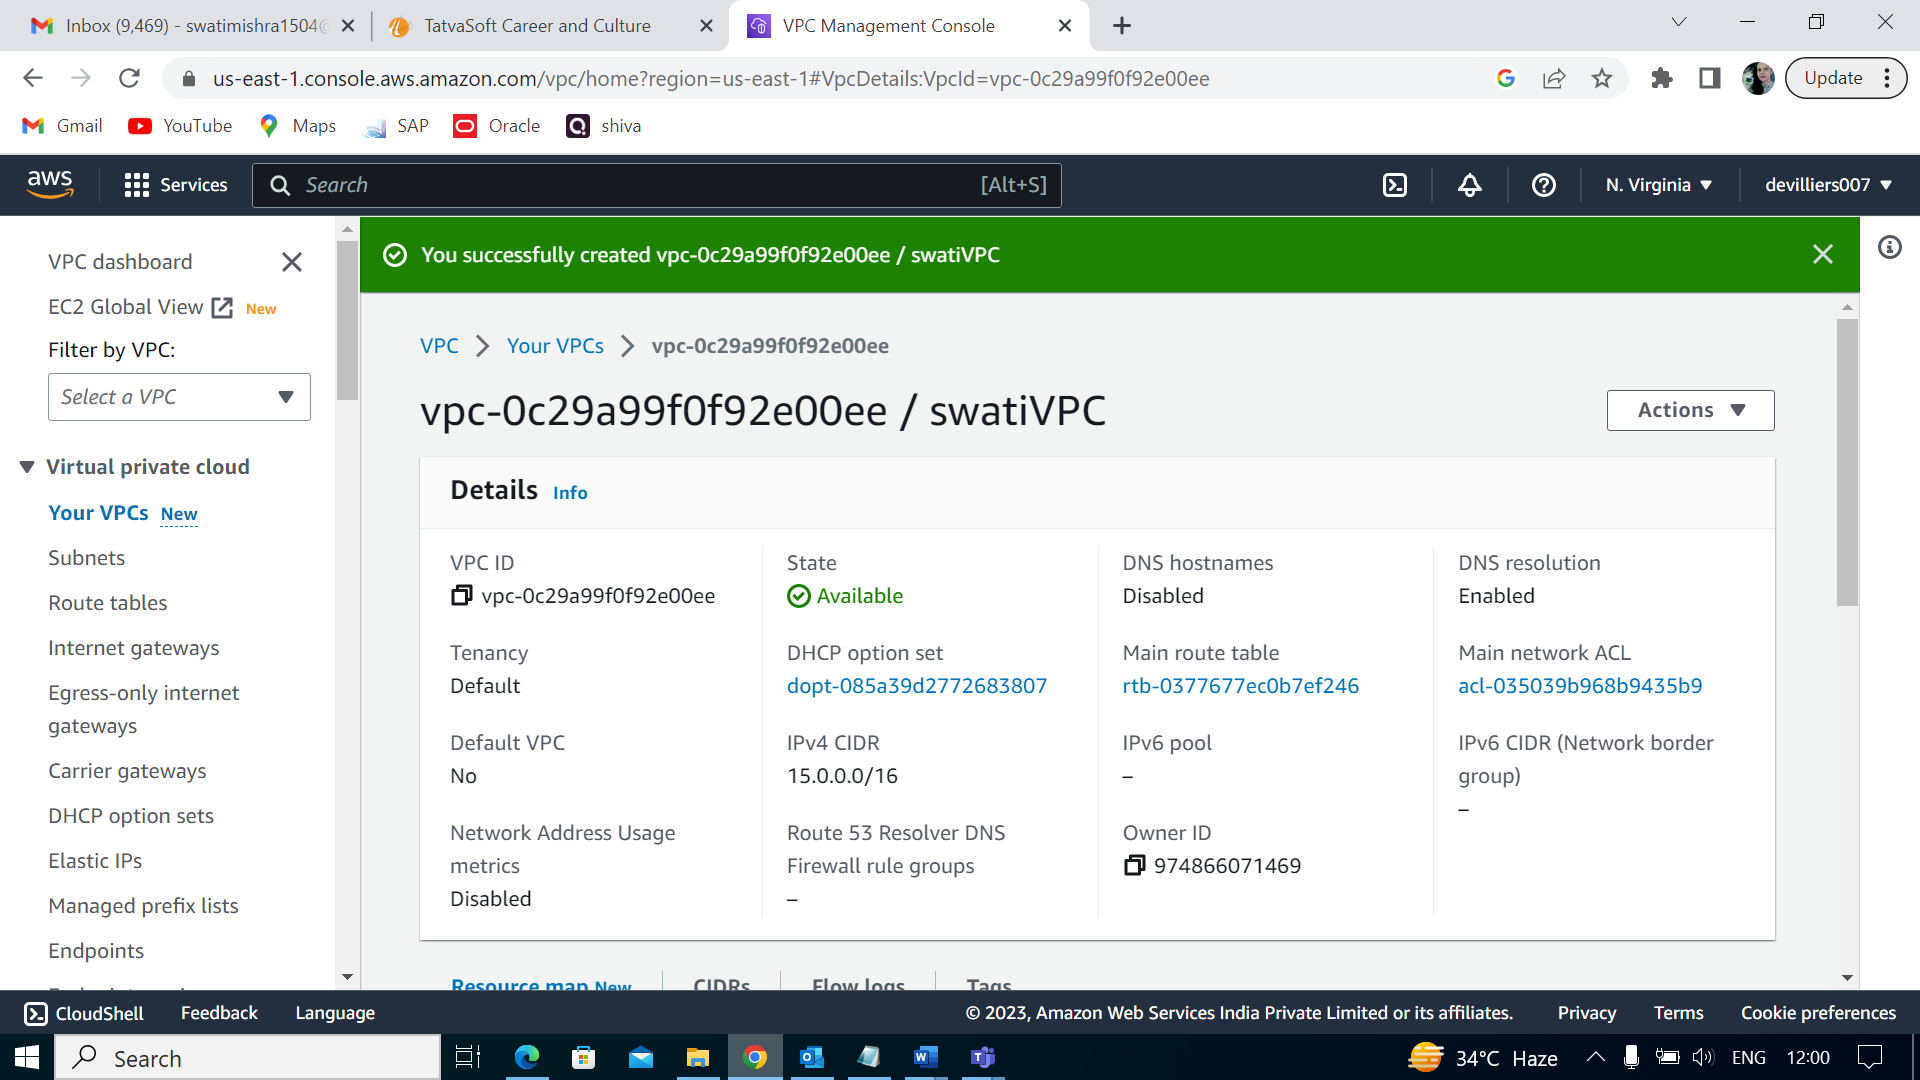 Inbox (9,469) - swatimishra1504@
TatvaSoft Career and Culture
VPC Management Console
us-east-1.console.aws.amazon.com/vpc/home?region=us-east-1#VpcDetails:VpcId=vpc-0c29a99f0f92e00ee
Update
Gmail
YouTube
Maps
SAP
Oracle
shiva
aws
Services
Search
[Alt+S]
N. Virginia
devilliers007
VPC dashboard
EC2 Global View
New
Filter by VPC:
Select a VPC
Virtual private cloud
Your VPCs New
Subnets
Route tables
Internet gateways
Egress-only internet
gateways
Carrier gateways
DHCP option sets
Elastic IPs
Managed prefix lists
Endpoints
You successfully created vpc-0c29a99f0f92e00ee / swatiVPC
VPC
Your VPCs
vpc-0c29a99f0f92e00ee
vpc-0c29a99f0f92e00ee / swatiVPC
Actions
Details Info
VPC ID
vpc-0c29a99f0f92e00ee
State
Available
DNS hostnames
Disabled
DNS resolution
Enabled
Tenancy
Default
DHCP option set
dopt-085a39d2772683807
Main route table
rtb-0377677ec0b7ef246
Main network ACL
acl-035039b968b9435b9
Default VPC
No
IPv4 CIDR
15.0.0.0/16
IPv6 pool
–
IPv6 CIDR (Network border
group)
–
Network Address Usage
metrics
Disabled
Route 53 Resolver DNS
Firewall rule groups
–
Owner ID
974866071469
Resource map New
CIDRs
Flow logs
Tags
CloudShell
Feedback
Language
© 2023, Amazon Web Services India Private Limited or its affiliates.
Privacy
Terms
Cookie preferences
Search
34°C Haze
ENG
12:00